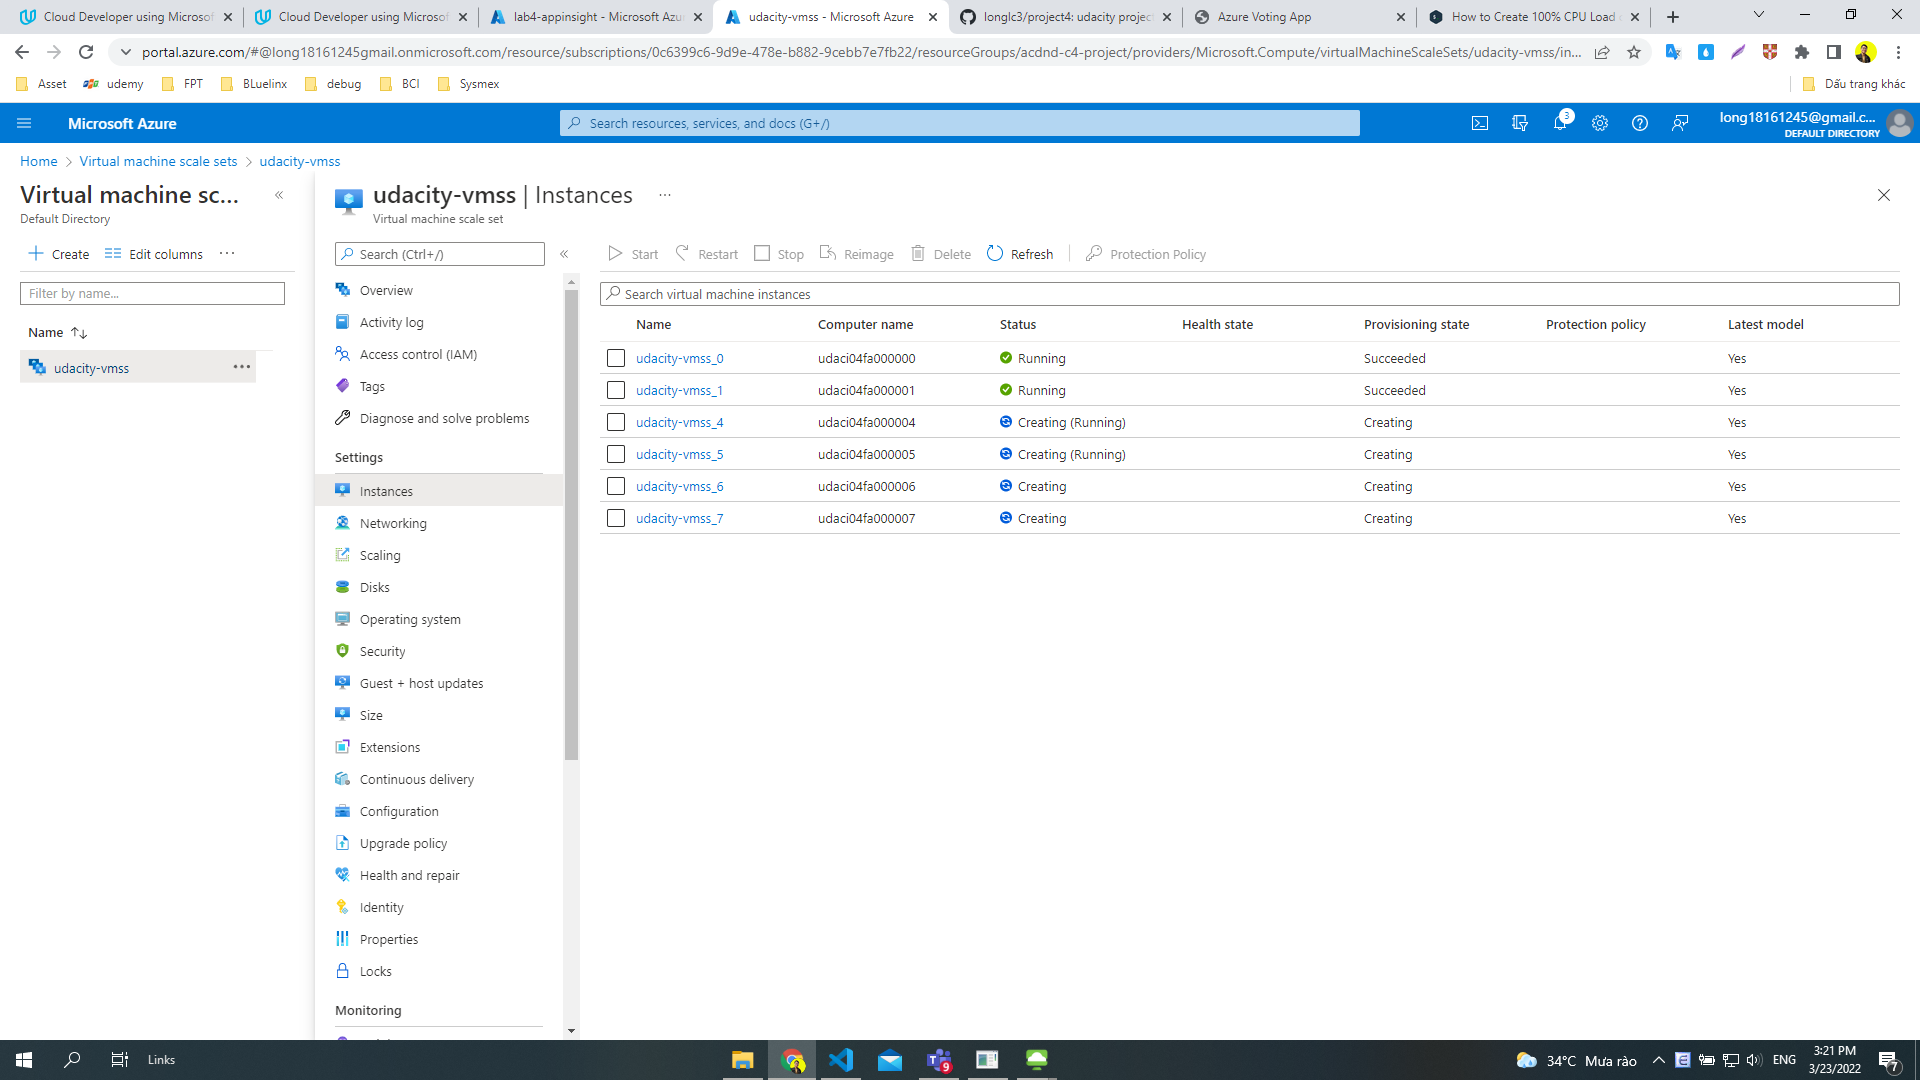 Cloud Developer using Microsof
Cloud Developer using Microsof
lab4-appinsight - Microsoft Azu
udacity-vmss - Microsoft Azure
longlc3/project4: udacity project
Azure Voting App
How to Create 100% CPU Load
portal.azure.com/#@long18161245gmail.onmicrosoft.com/resource/subscriptions/0c6399c6-9d9e-478e-b882-9cebb7e7fb22/resourceGroups/acdnd-c4-project/providers/Microsoft.Compute/virtualMachineScaleSets/udacity-vmss/in...
Asset
udemy
FPT
BLuelinx
debug
BCI
Sysmex
Dấu trang khác
Microsoft Azure
Search resources, services, and docs (G+/)
3
long18161245@gmail.c...
DEFAULT DIRECTORY
Home > Virtual machine scale sets > udacity-vmss
Virtual machine sc...
Default Directory
Create
Edit columns
Filter by name...
Name
udacity-vmss
udacity-vmss | Instances
Virtual machine scale set
Search (Ctrl+/)
Overview
Activity log
Access control (IAM)
Tags
Diagnose and solve problems
Settings
Instances
Networking
Scaling
Disks
Operating system
Security
Guest + host updates
Size
Extensions
Continuous delivery
Configuration
Upgrade policy
Health and repair
Identity
Properties
Locks
Monitoring
Start
Restart
Stop
Reimage
Delete
Refresh
Protection Policy
Search virtual machine instances
Name Computer name Status Health state Provisioning state Protection policy Latest model
udacity-vmss_0 udaci04fa000000 Running Succeeded Yes
udacity-vmss_1 udaci04fa000001 Running Succeeded Yes
udacity-vmss_4 udaci04fa000004 Creating (Running) Creating Yes
udacity-vmss_5 udaci04fa000005 Creating (Running) Creating Yes
udacity-vmss_6 udaci04fa000006 Creating Creating Yes
udacity-vmss_7 udaci04fa000007 Creating Creating Yes
Links
9
34°C Mưa rào
ENG
3:21 PM
3/23/2022
7